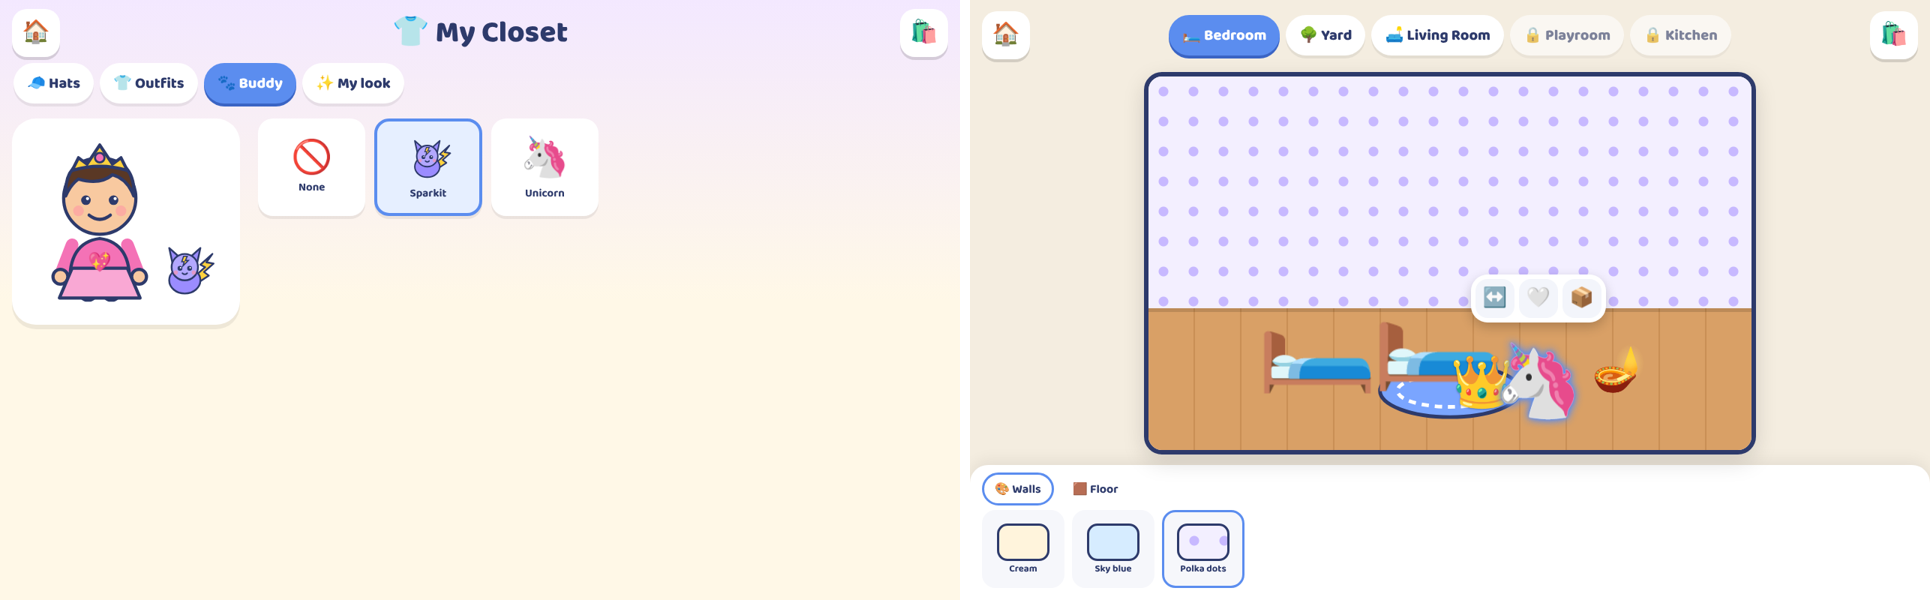 My Closet
Hats
Outfits
Buddy
My look
None
Sparkit
Unicorn
Bedroom
Yard
Living Room
Playroom
Kitchen
Walls
Floor
Cream
Sky blue
Polka dots